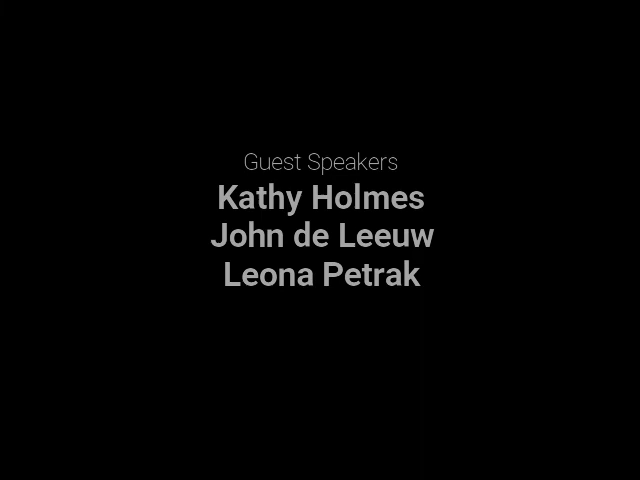 Guest Speakers
Kathy Holmes
John de Leeuw
Leona Petrak